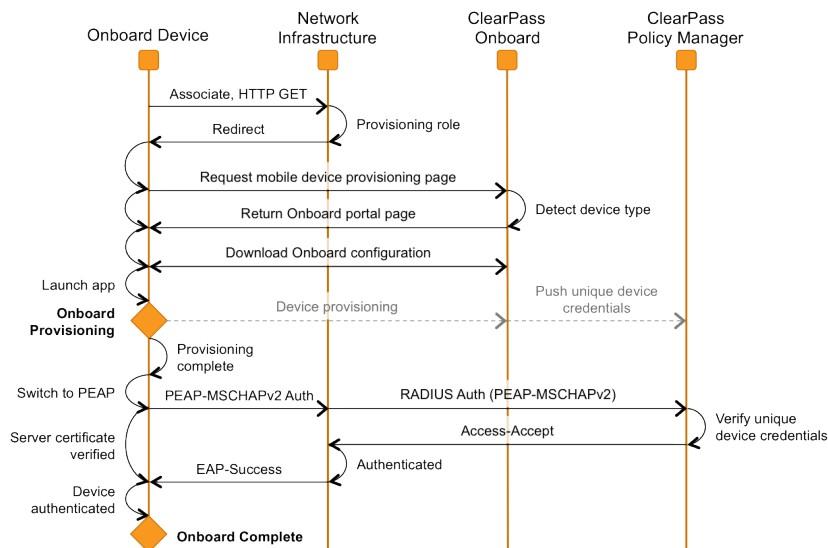 Onboard Device
Network
Infrastructure
ClearPass
Onboard
ClearPass
Policy Manager
Associate, HTTP GET
Provisioning role
Redirect
Request mobile device provisioning page
Detect device type
Return Onboard portal page
Download Onboard configuration
Launch app
Onboard
Provisioning
Device provisioning
Push unique device
credentials
Provisioning
complete
Switch to PEAP
PEAP-MSCHAPv2 Auth
RADIUS Auth (PEAP-MSCHAPv2)
Verify unique
device credentials
Server certificate
verified
Access-Accept
Authenticated
EAP-Success
Device
authenticated
Onboard Complete